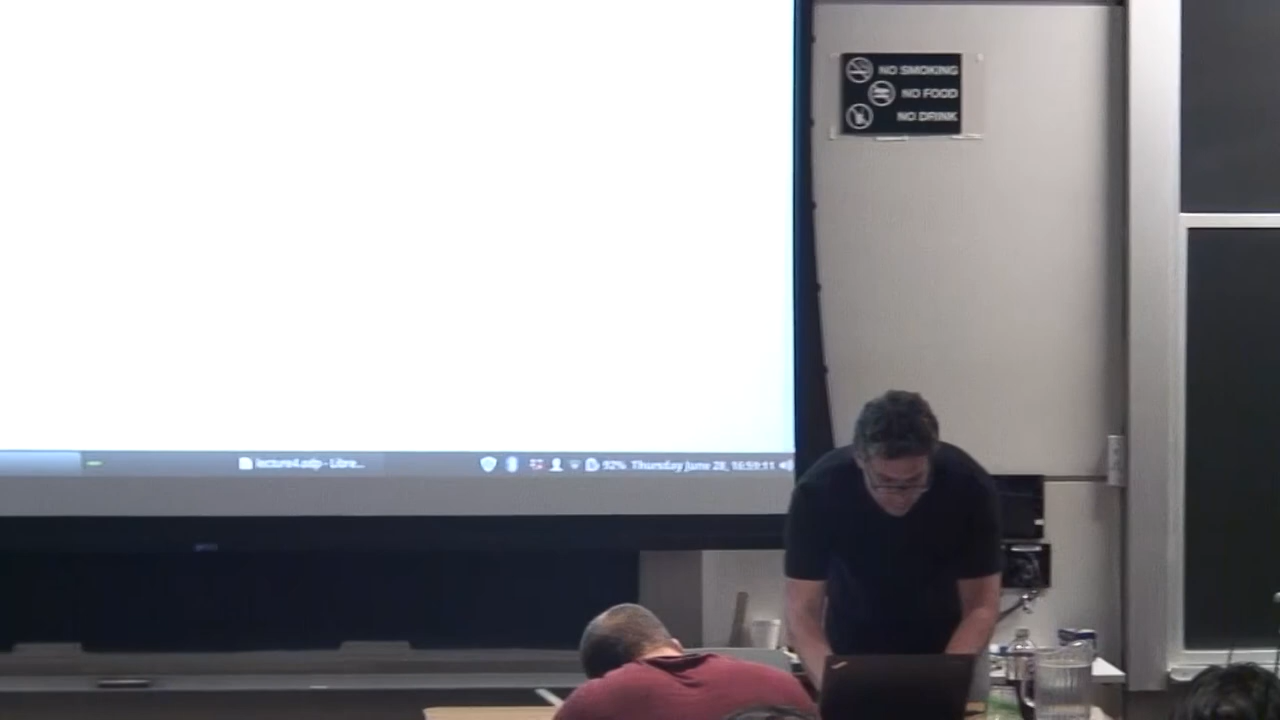 NO SMOKING
NO FOOD
NO DRINK
lecture4.odp - Libre...
92% Thursday June 28, 16:59:11